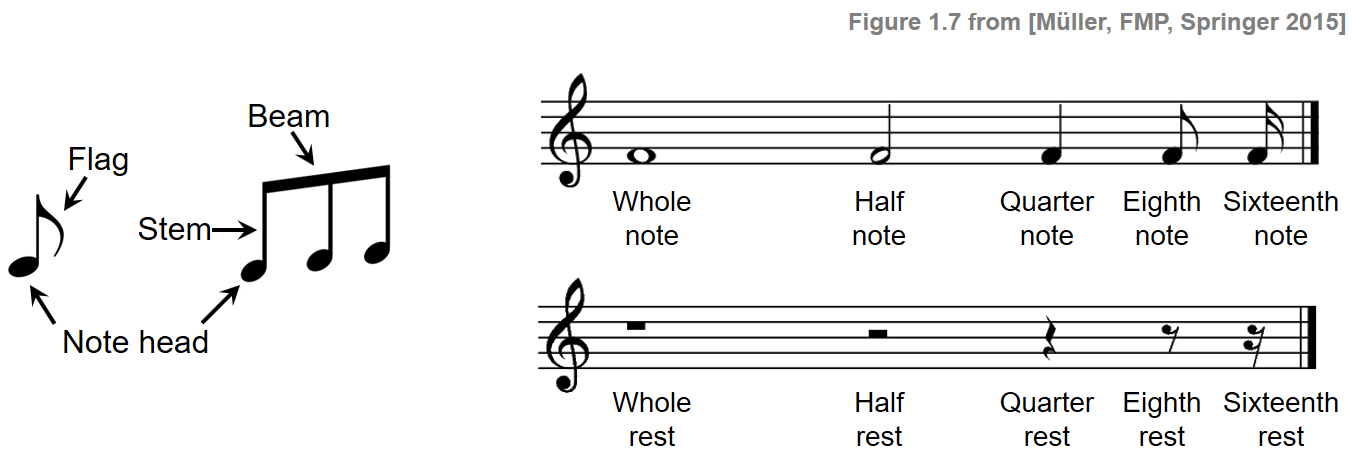 Figure 1.7 from [Müller, FMP, Springer 2015]
Beam
Flag
Stem
Note head
Whole note
Half note
Quarter note
Eighth note
Sixteenth note
Whole rest
Half rest
Quarter rest
Eighth rest
Sixteenth rest